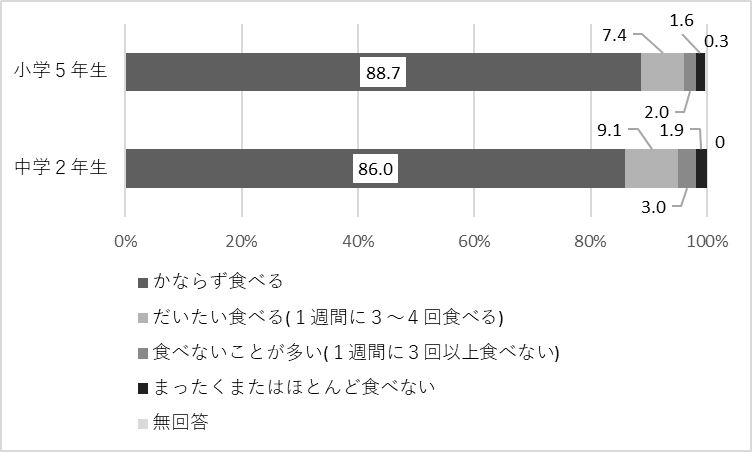 1.6
7.4
0.3
小学５年生
88.7
2.0
9.1
1.9
0
中学２年生
86.0
3.0
0%
20%
40%
60%
80%
100%
かならず食べる
だいたい食べる(１週間に３～４回食べる)
食べないことが多い(１週間に３回以上食べない)
まったくまたはほとんど食べない
無回答